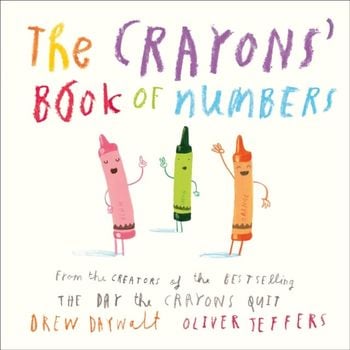 The CRAYONS'
BOOK OF NUMBERS
From the CREATORS of the BESTSELLING
THE DAY the CRAYONS QUIT
DREW DAYWALT OLIVER JEFFERS